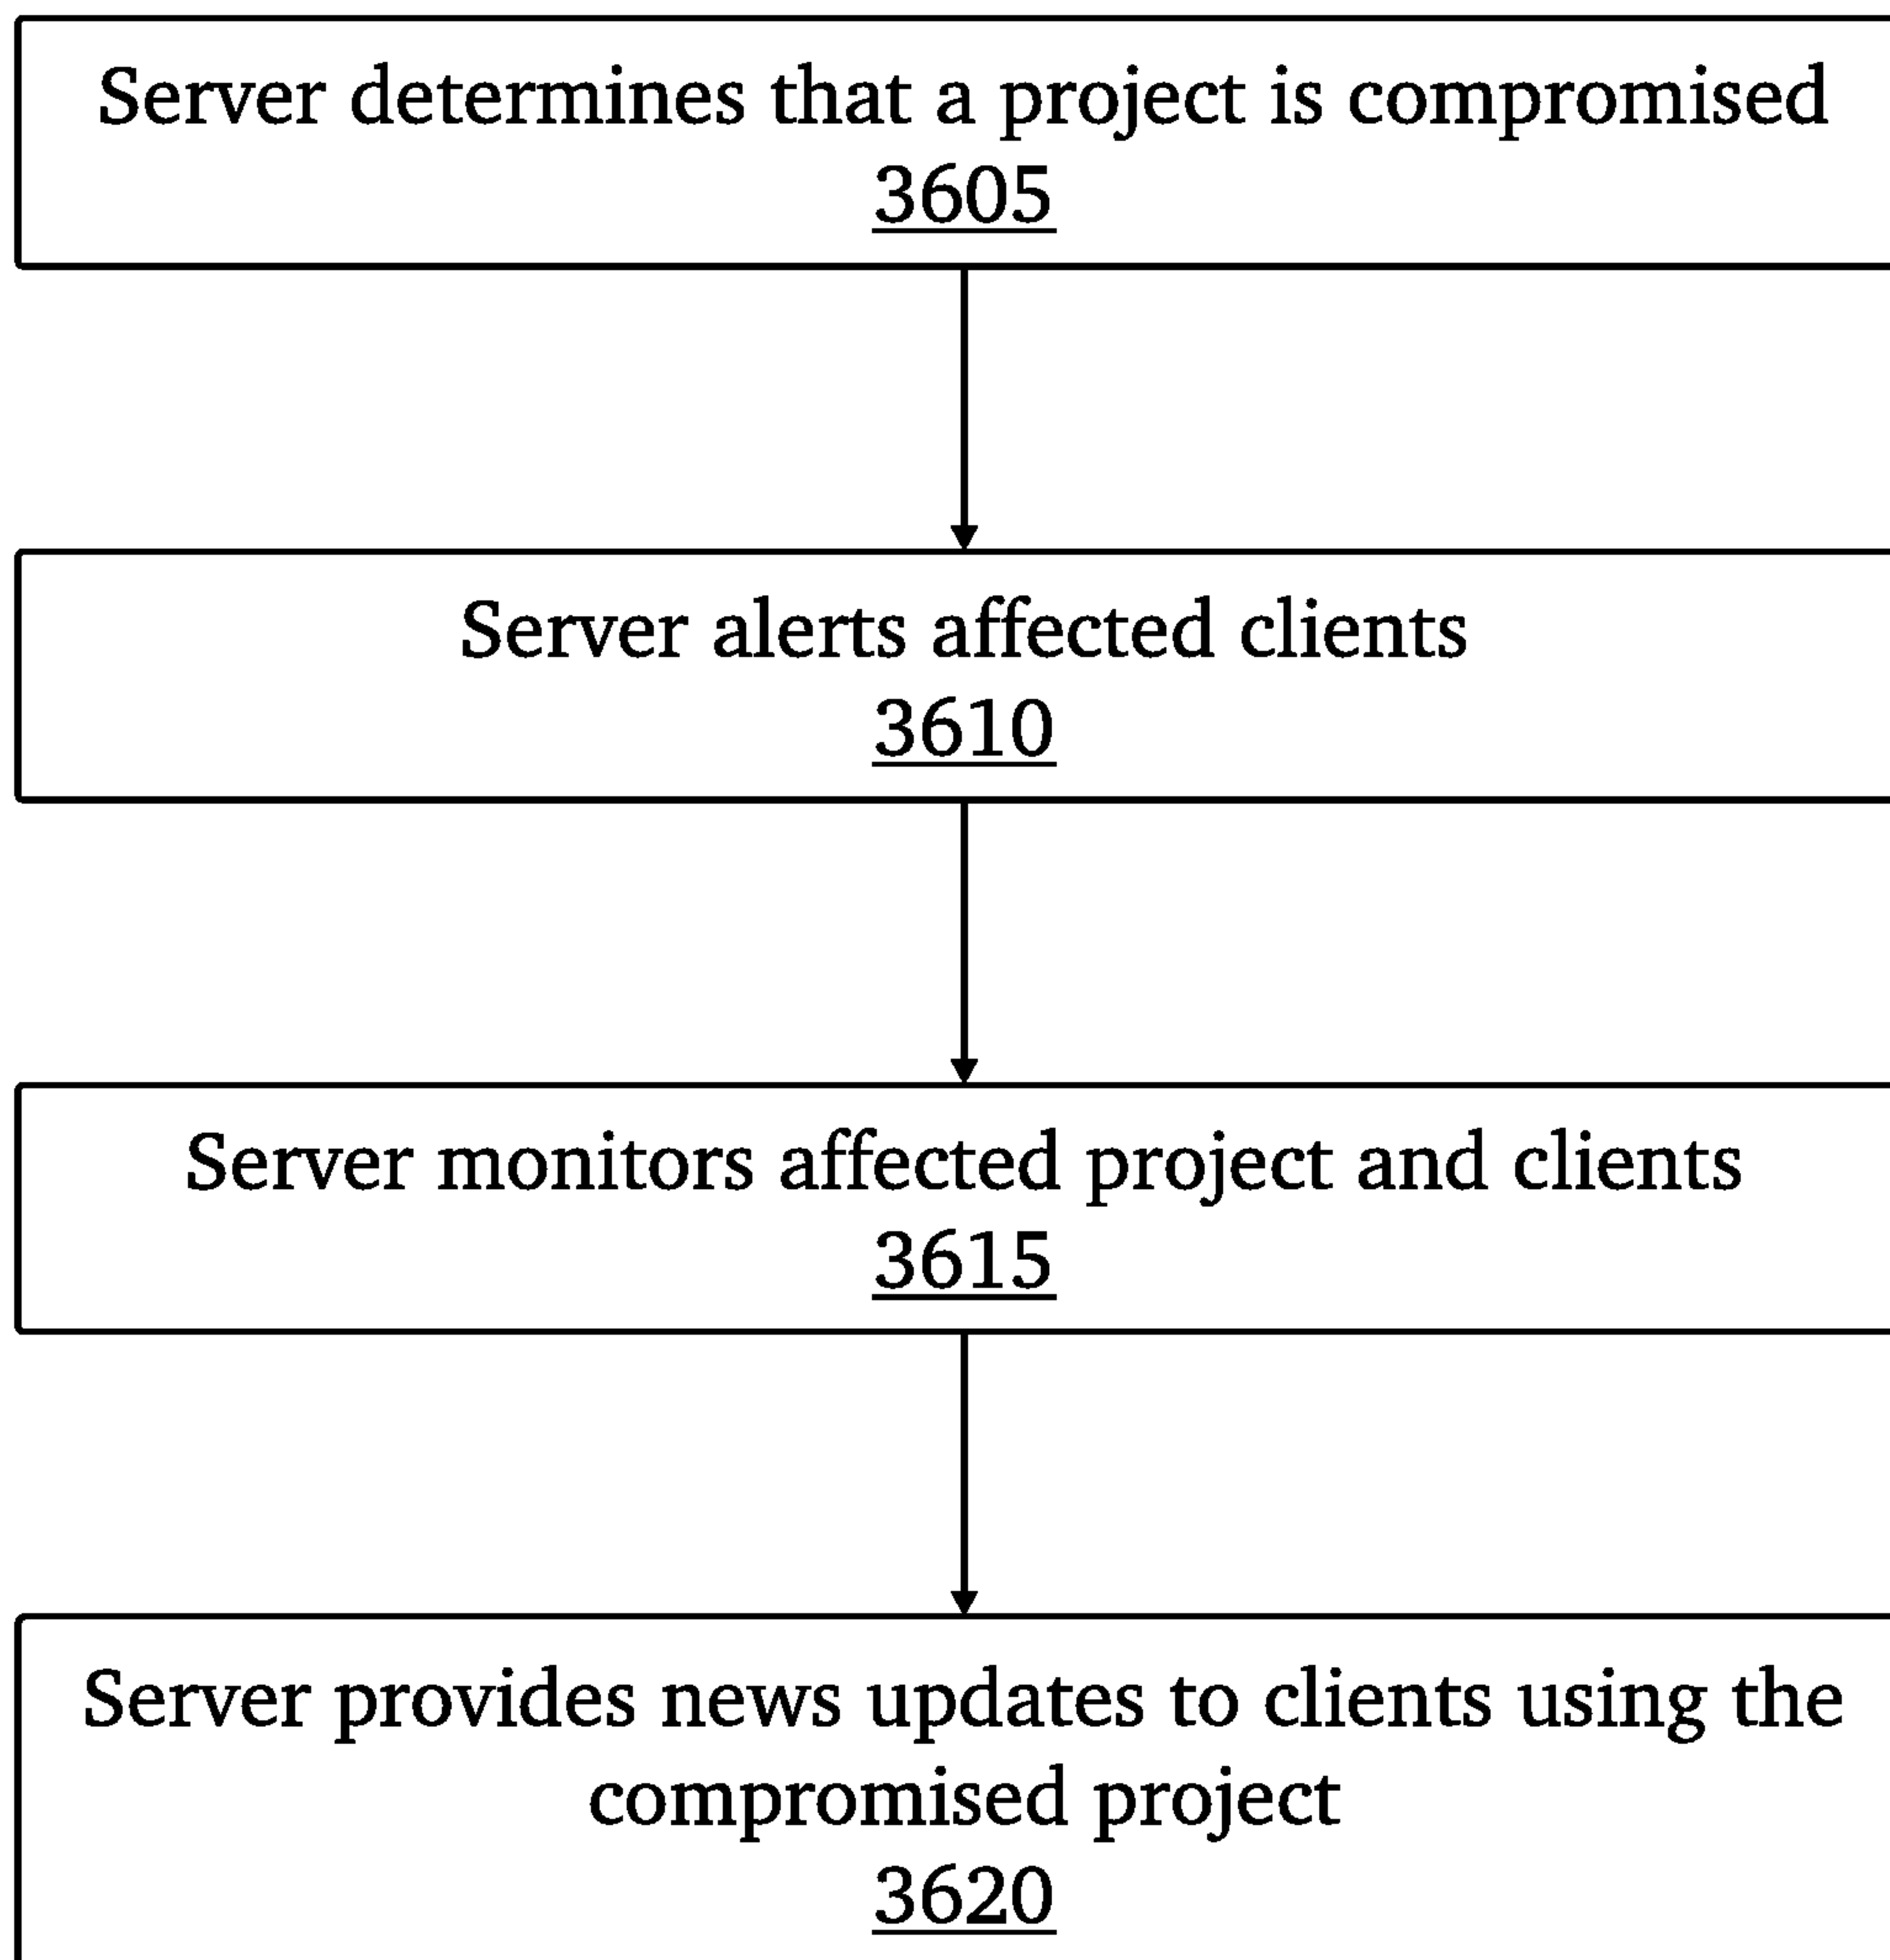 Server determines that a project is compromised
3605
Server alerts affected clients
3610
Server monitors affected project and clients
3615
Server provides news updates to clients using the
compromised project
3620